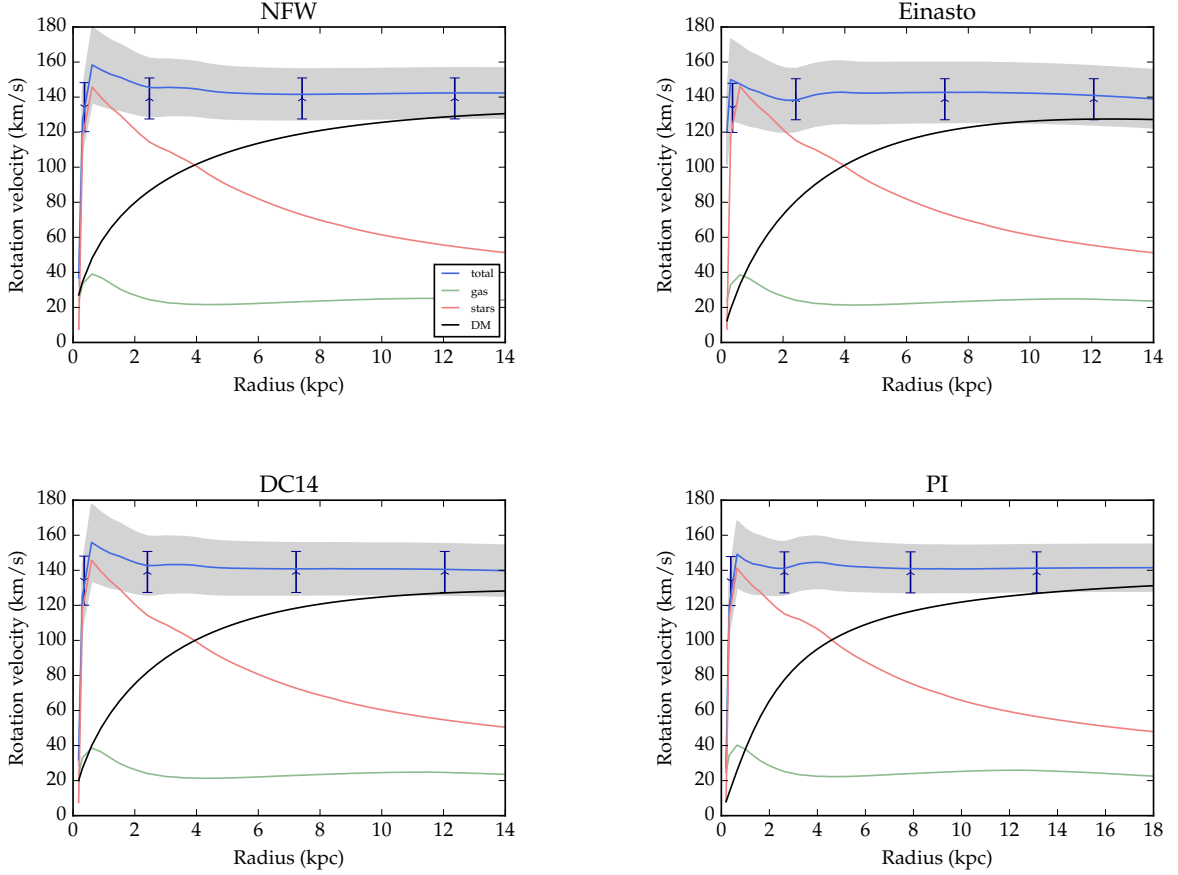 NFW
Rotation velocity (km/s)
180
160
140
120
100
80
60
40
20
0
total
gas
stars
DM
0 2 4 6 8 10 12 14
Radius (kpc)
Einasto
Rotation velocity (km/s)
180
160
140
120
100
80
60
40
20
0
0 2 4 6 8 10 12 14
Radius (kpc)
DC14
Rotation velocity (km/s)
180
160
140
120
100
80
60
40
20
0
0 2 4 6 8 10 12 14
Radius (kpc)
PI
Rotation velocity (km/s)
180
160
140
120
100
80
60
40
20
0
0 2 4 6 8 10 12 14 16 18
Radius (kpc)